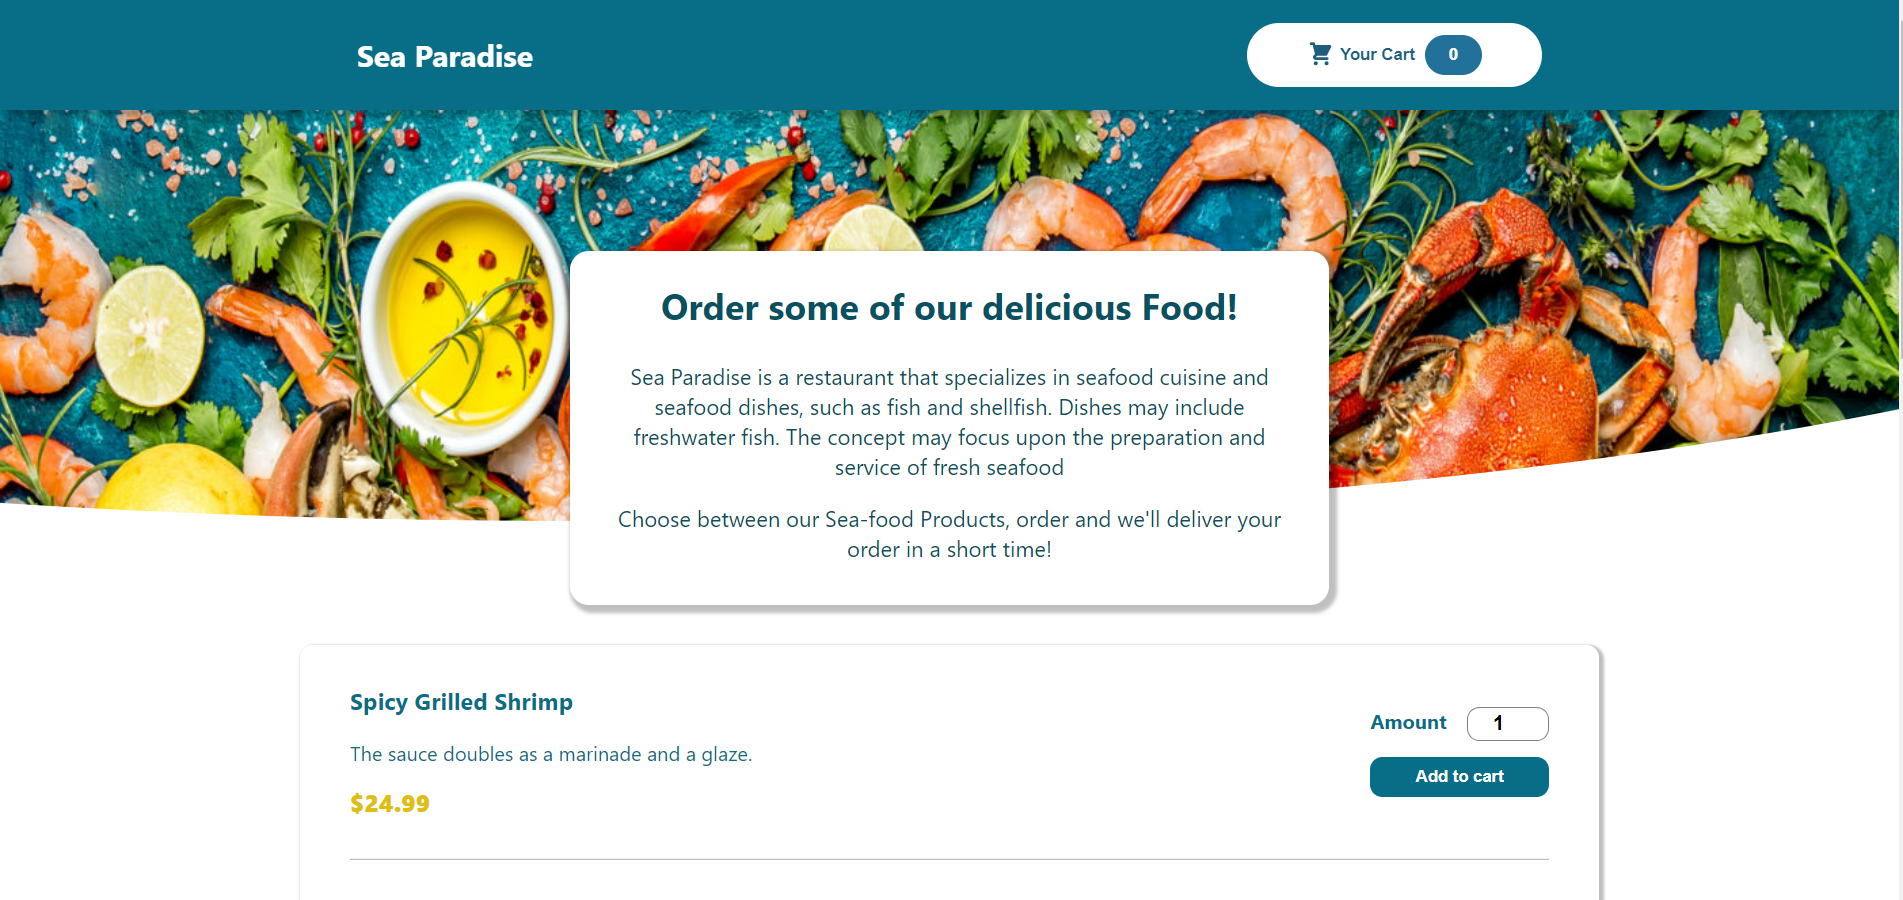 Sea Paradise
Your Cart 0
Order some of our delicious Food!
Sea Paradise is a restaurant that specializes in seafood cuisine and
seafood dishes, such as fish and shellfish. Dishes may include
freshwater fish. The concept may focus upon the preparation and
service of fresh seafood
Choose between our Sea-food Products, order and we'll deliver your
order in a short time!
Spicy Grilled Shrimp
The sauce doubles as a marinade and a glaze.
$24.99
Amount 1
Add to cart